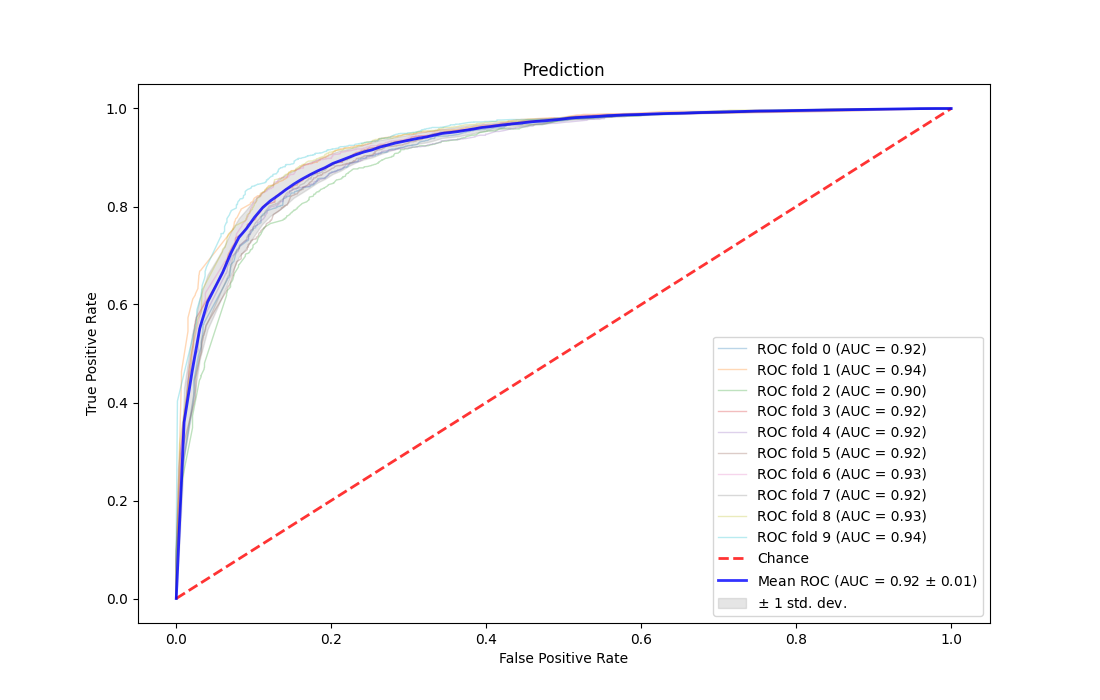 Prediction
1.0
0.8
0.6
0.4
0.2
0.0
True Positive Rate
ROC fold 0 (AUC = 0.92)
ROC fold 1 (AUC = 0.94)
ROC fold 2 (AUC = 0.90)
ROC fold 3 (AUC = 0.92)
ROC fold 4 (AUC = 0.92)
ROC fold 5 (AUC = 0.92)
ROC fold 6 (AUC = 0.93)
ROC fold 7 (AUC = 0.92)
ROC fold 8 (AUC = 0.93)
ROC fold 9 (AUC = 0.94)
Chance
Mean ROC (AUC = 0.92 ± 0.01)
± 1 std. dev.
0.0 0.2 0.4 0.6 0.8 1.0
False Positive Rate